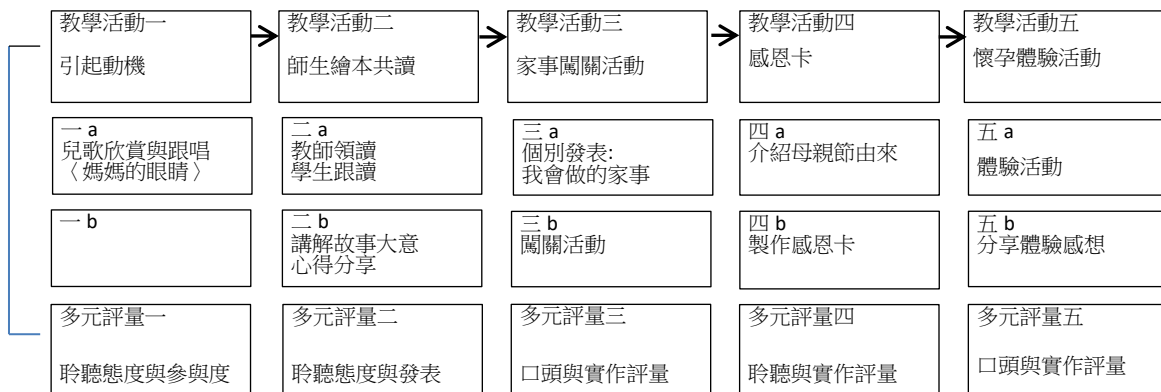 教學活動一
引起動機
教學活動二
師生繪本共讀
教學活動三
家事闖關活動
教學活動四
感恩卡
教學活動五
懷孕體驗活動
一 a
兒歌欣賞與跟唱
〈媽媽的眼睛〉
二 a
教師領讀
學生跟讀
三 a
個別發表:
我會做的家事
四 a
介紹母親節由來
五 a
體驗活動
一 b
二 b
講解故事大意
心得分享
三 b
闖關活動
四 b
製作感恩卡
五 b
分享體驗感想
多元評量一
聆聽態度與參與度
多元評量二
聆聽態度與發表
多元評量三
口頭與實作評量
多元評量四
聆聽與實作評量
多元評量五
口頭與實作評量